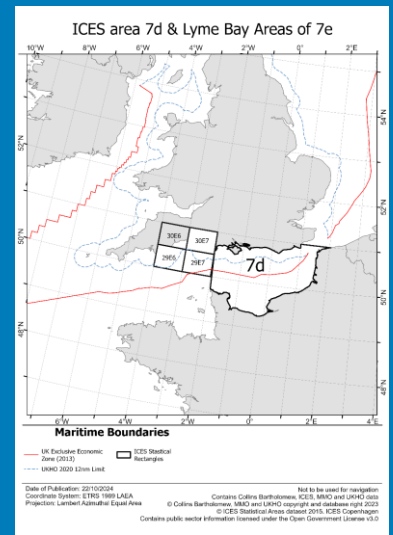 ICES area 7d & Lyme Bay Areas of 7e
10°W 8°W 6°W 4°W 2°W 0° 2°E
52°N
52°N
50°N
50°N
48°N
48°N
30E6 30E7
29E6 29E7
7d
6°W 4°W 2°W 0° 2°E 4°E
Maritime Boundaries
UK Exclusive Economic
Zone (2013)
ICES Stastical
Rectangles
UKHO 2020 12nm Limit
Date of Publication: 22/10/2024
Coordinate System: ETRS 1989 LAEA
Projection: Lambert Azimuthal Equal Area
Not to be used for navigation
Contains Collins Bartholomew, ICES, MMO and UKHO data
© Collins Bartholomew, MMO and UKHO copyright and database right 2023
© ICES Statistical Areas dataset 2015. ICES Copenhagen
Contains public sector information licensed under the Open Government License v3.0